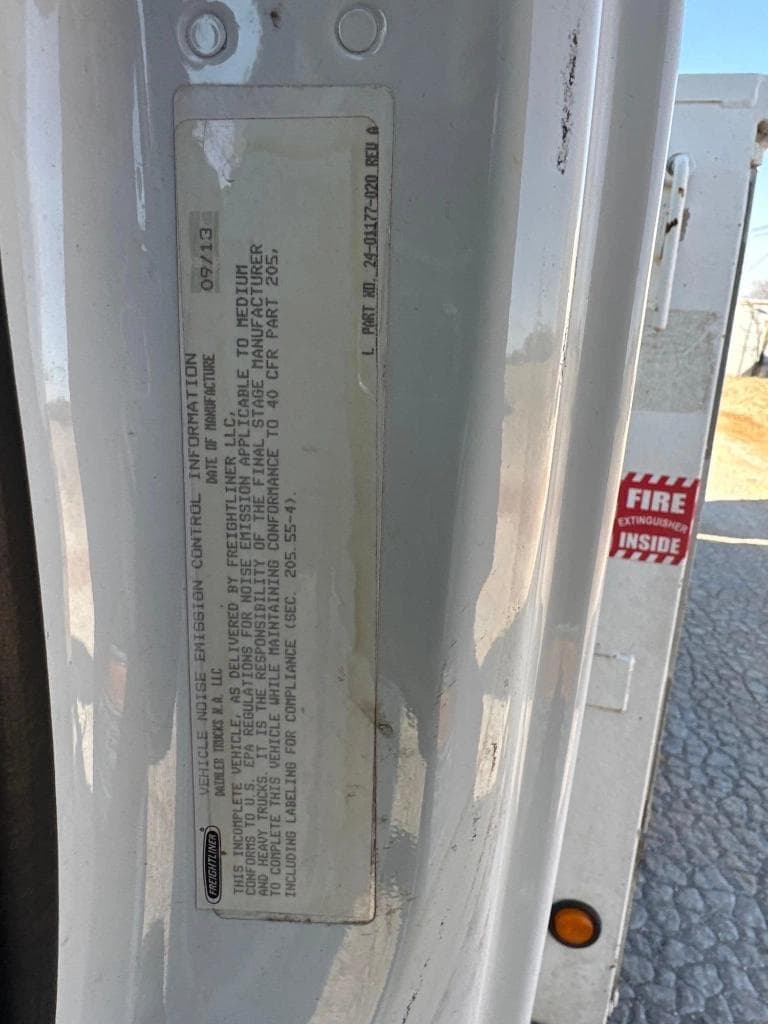 FREIGHTLINER
VEHICLE NOISE EMISSION CONTROL INFORMATION
DAIMLER TRUCKS N.A. LLC DATE OF MANUFACTURE 09/13
THIS INCOMPLETE VEHICLE, AS DELIVERED BY FREIGHTLINER LLC,
CONFORMS TO U.S. EPA REGULATIONS FOR NOISE EMISSION APPLICABLE TO MEDIUM
AND HEAVY TRUCKS. IT IS THE RESPONSIBILITY OF THE FINAL STAGE MANUFACTURER
TO COMPLETE THIS VEHICLE WHILE MAINTAINING CONFORMANCE TO 40 CFR PART 205,
INCLUDING LABELING FOR COMPLIANCE (SEC. 205.55-4).
L PART NO. 24-01177-020 REV A
FIRE
EXTINGUISHER
INSIDE